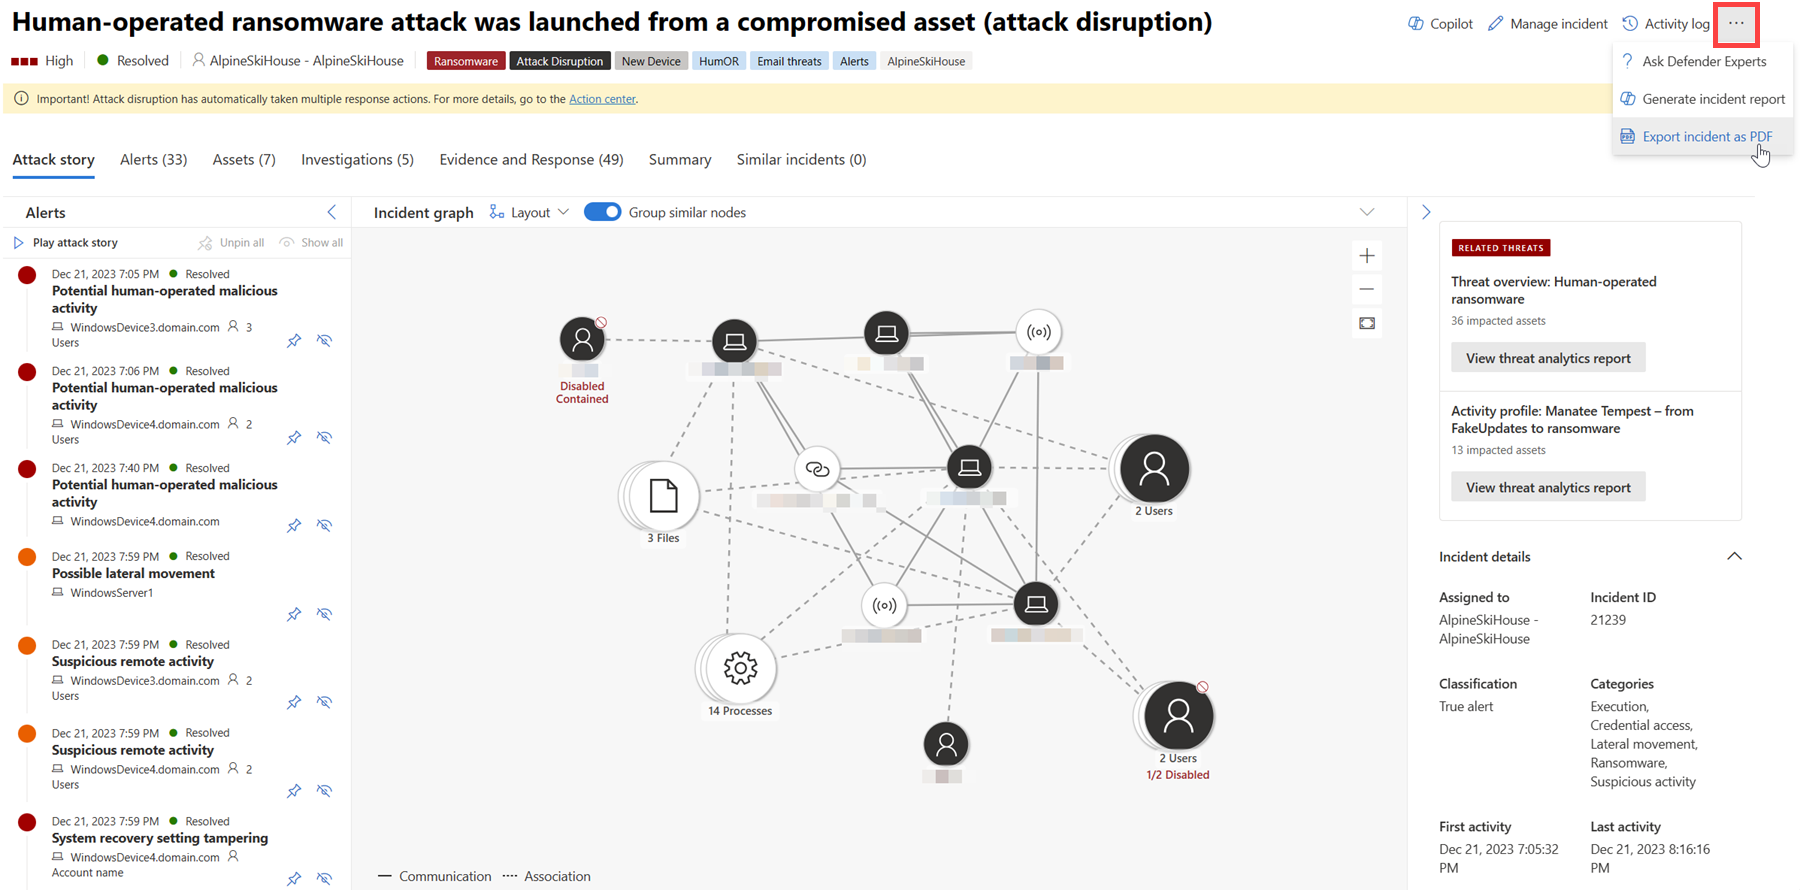 Human-operated ransomware attack was launched from a compromised asset (attack disruption)
Copilot
Manage incident
Activity log
High
Resolved
AlpineSkiHouse - AlpineSkiHouse
Ransomware
Attack Disruption
New Device
HumOR
Email threats
Alerts
AlpineSkiHouse
Ask Defender Experts
Generate incident report
Export incident as PDF
Important! Attack disruption has automatically taken multiple response actions. For more details, go to the Action center.
Attack story
Alerts (33)
Assets (7)
Investigations (5)
Evidence and Response (49)
Summary
Similar incidents (0)
Alerts
Play attack story
Unpin all
Show all
Dec 21, 2023 7:05 PM Resolved
Potential human-operated malicious
activity
WindowsDevice3.domain.com 3
Users
Dec 21, 2023 7:06 PM Resolved
Potential human-operated malicious
activity
WindowsDevice4.domain.com 2
Users
Dec 21, 2023 7:40 PM Resolved
Potential human-operated malicious
activity
WindowsDevice4.domain.com
Dec 21, 2023 7:59 PM Resolved
Possible lateral movement
WindowsServer1
Dec 21, 2023 7:59 PM Resolved
Suspicious remote activity
WindowsDevice3.domain.com 2
Users
Dec 21, 2023 7:59 PM Resolved
Suspicious remote activity
WindowsDevice4.domain.com 2
Users
Dec 21, 2023 7:59 PM Resolved
System recovery setting tampering
WindowsDevice4.domain.com
Account name
Incident graph
Layout
Group similar nodes
Disabled
Contained
3 Files
2 Users
14 Processes
2 Users
1/2 Disabled
Communication
Association
RELATED THREATS
Threat overview: Human-operated
ransomware
36 impacted assets
View threat analytics report
Activity profile: Manatee Tempest – from
FakeUpdates to ransomware
13 impacted assets
View threat analytics report
Incident details
Assigned to
AlpineSkiHouse -
AlpineSkiHouse
Incident ID
21239
Classification
True alert
Categories
Execution,
Credential access,
Lateral movement,
Ransomware,
Suspicious activity
First activity
Dec 21, 2023 7:05:32
PM
Last activity
Dec 21, 2023 8:16:16
PM